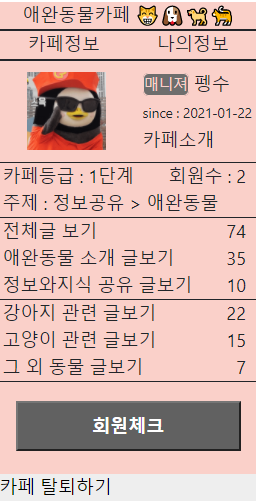 애완동물카페 😸🐶🐕🐈
카페정보 나의정보
매니져 펭수
since : 2021-01-22
카페소개
카페등급 : 1단계 회원수 : 2
주제 : 정보공유 > 애완동물
전체글 보기 74
애완동물 소개 글보기 35
정보와지식 공유 글보기 10
강아지 관련 글보기 22
고양이 관련 글보기 15
그 외 동물 글보기 7
회원체크
카페 탈퇴하기